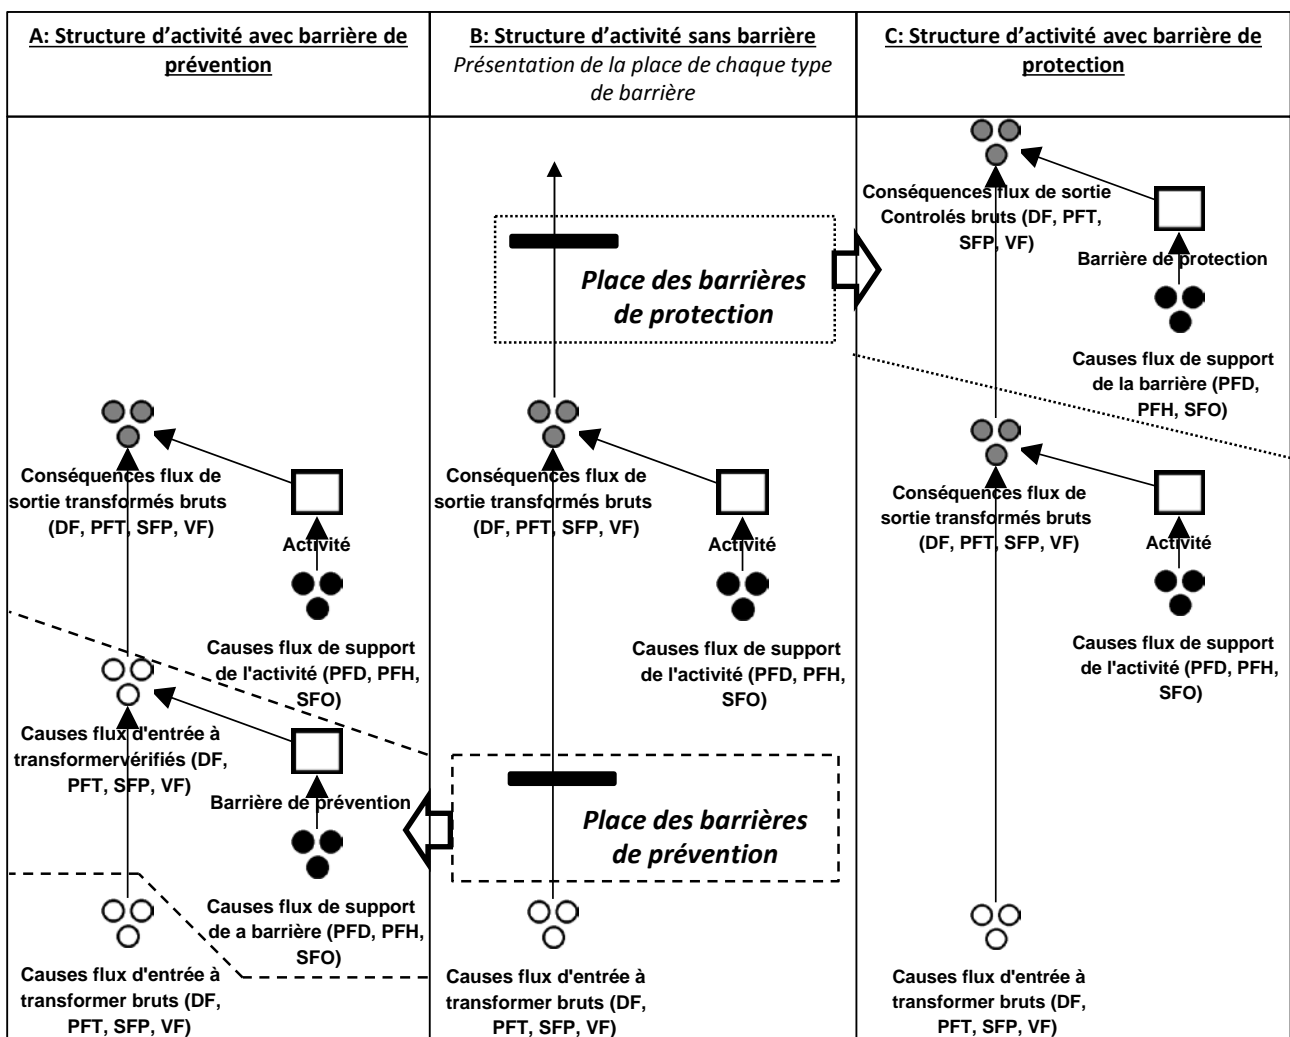 A: Structure d'activité avec barrière de
prévention
B: Structure d'activité sans barrière
Présentation de la place de chaque type
de barrière
C: Structure d'activité avec barrière de
protection
Conséquences flux de
sortie transformés bruts
(DF, PFT, SFP, VF)
Activité
Causes flux de support
de l'activité (PFD, PFH,
SFO)
Causes flux d'entrée à
transformervérifiés (DF,
PFT, SFP, VF)
Barrière de prévention
Causes flux de support
de a barrière (PFD, PFH,
SFO)
Causes flux d'entrée à
transformer bruts (DF,
PFT, SFP, VF)
Place des barrières
de protection
Conséquences flux de
sortie transformés bruts
(DF, PFT, SFP, VF)
Activité
Causes flux de support
de l'activité (PFD, PFH,
SFO)
Place des barrières
de prévention
Causes flux d'entrée à
transformer bruts (DF,
PFT, SFP, VF)
Conséquences flux de sortie
Controlés bruts (DF, PFT,
SFP, VF)
Barrière de protection
Causes flux de support
de la barrière (PFD,
PFH, SFO)
Conséquences flux de
sortie transformés bruts
(DF, PFT, SFP, VF)
Activité
Causes flux de support
de l'activité (PFD, PFH,
SFO)
Causes flux d'entrée à
transformer bruts (DF,
PFT, SFP, VF)